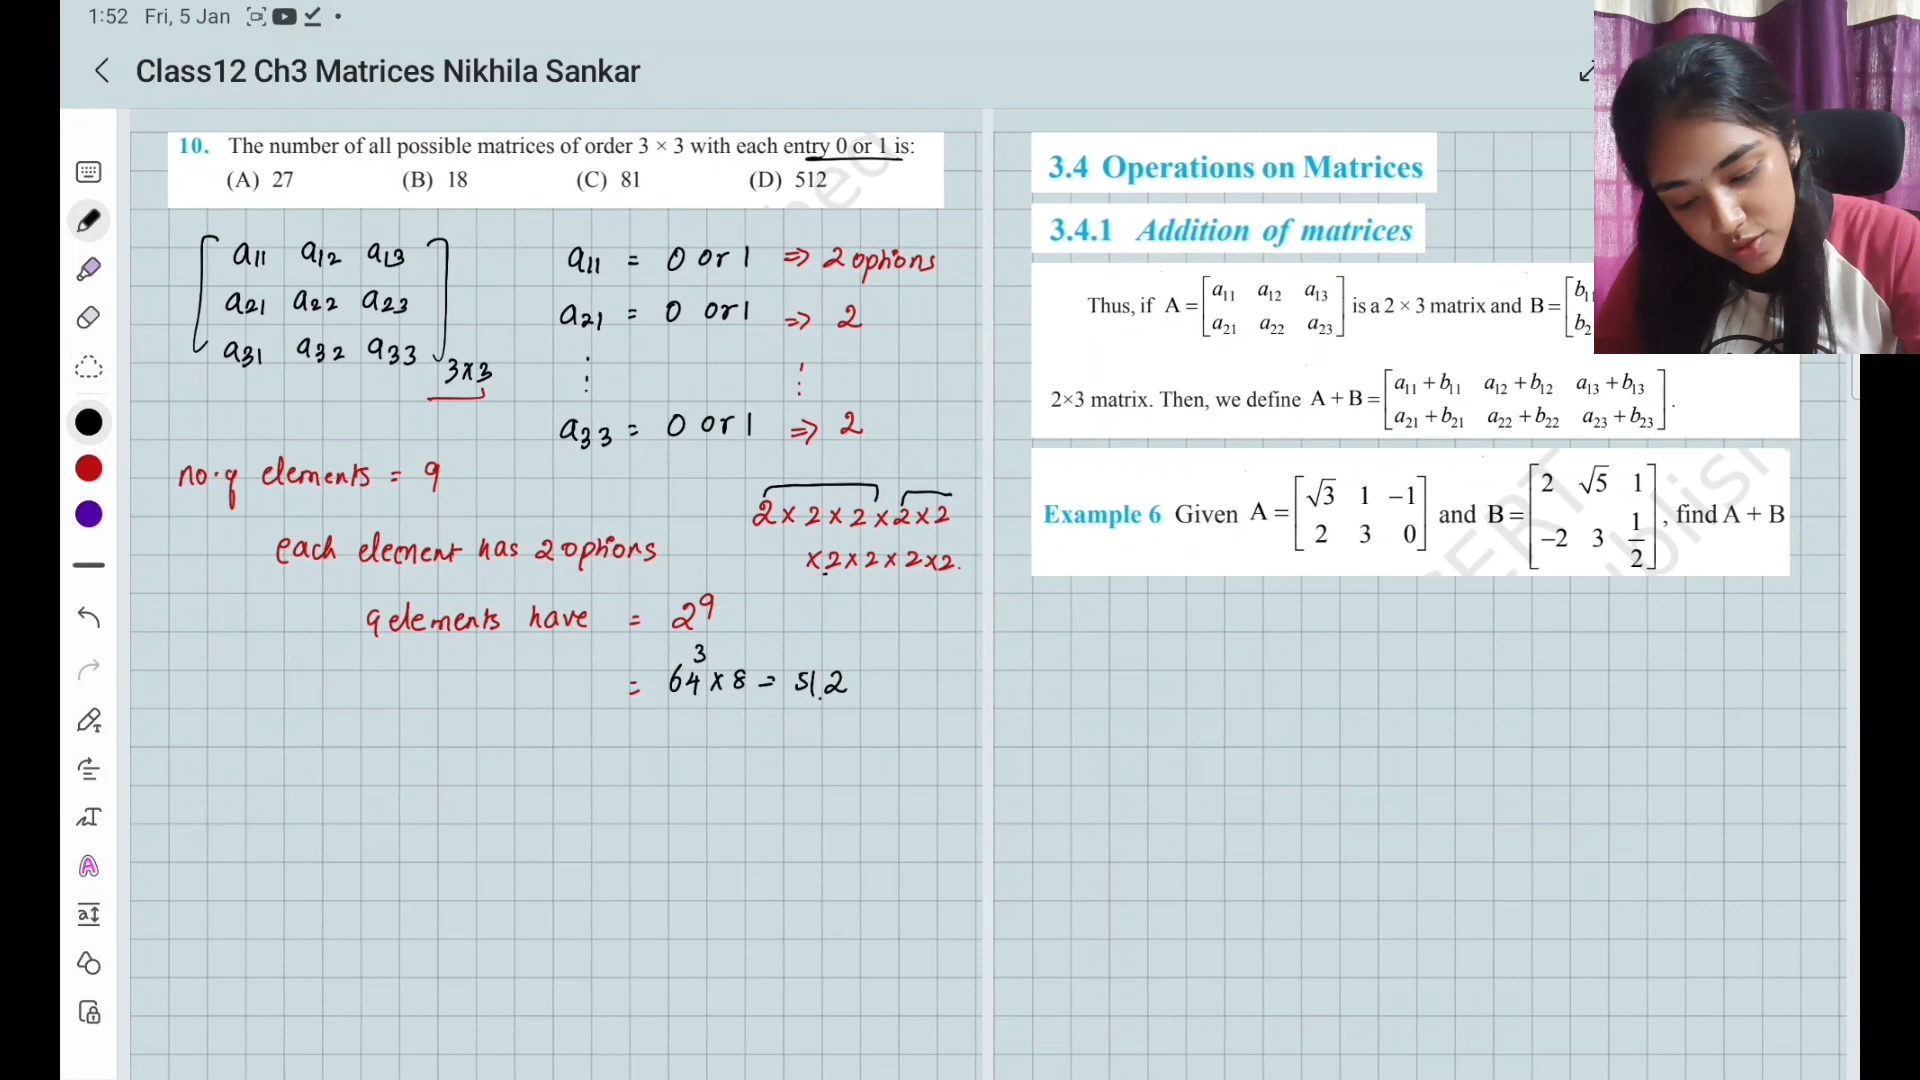 1:52 Fri, 5 Jan
Class12 Ch3 Matrices Nikhila Sankar
10. The number of all possible matrices of order 3 × 3 with each entry 0 or 1 is:
(A) 27 (B) 18 (C) 81 (D) 512
a11 a12 a13
a21 a22 a23
a31 a32 a33
3x3
a11 = 0 or 1 => 2 options
a21 = 0 or 1 => 2
⋮ ⋮
a33 = 0 or 1 => 2
no. of elements = 9
2 x 2 x 2 x 2 x 2
x 2 x 2 x 2 x 2.
each element has 2 options
9 elements have = 2⁹
3
= 64 x 8 = 512
3.4 Operations on Matrices
3.4.1 Addition of matrices
Thus, if A = [a11 a12 a13
a21 a22 a23] is a 2 × 3 matrix and B = [b
b
2×3 matrix. Then, we define A + B = [a11 + b11 a12 + b12 a13 + b13
a21 + b21 a22 + b22 a23 + b23].
Example 6 Given A = [√3 1 −1
2 3 0] and B = [2 √5 1
−2 3 1/2], find A + B